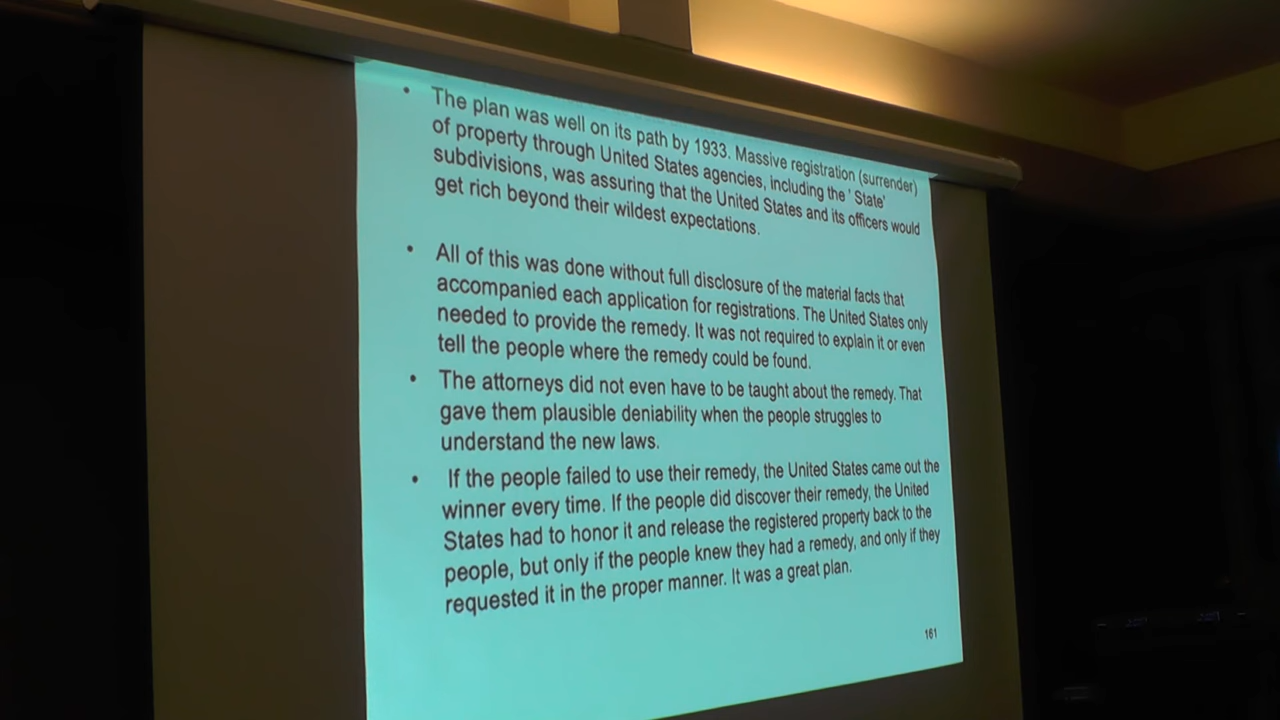 • The plan was well on its path by 1933. Massive registration (surrender)
of property through United States agencies, including the ' State'
subdivisions, was assuring that the United States and its officers would
get rich beyond their wildest expectations.
• All of this was done without full disclosure of the material facts that
accompanied each application for registrations. The United States only
needed to provide the remedy. It was not required to explain it or even
tell the people where the remedy could be found.
• The attorneys did not even have to be taught about the remedy. That
gave them plausible deniability when the people struggles to
understand the new laws.
• If the people failed to use their remedy, the United States came out the
winner every time. If the people did discover their remedy, the United
States had to honor it and release the registered property back to the
people, but only if the people knew they had a remedy, and only if they
requested it in the proper manner. It was a great plan.
161